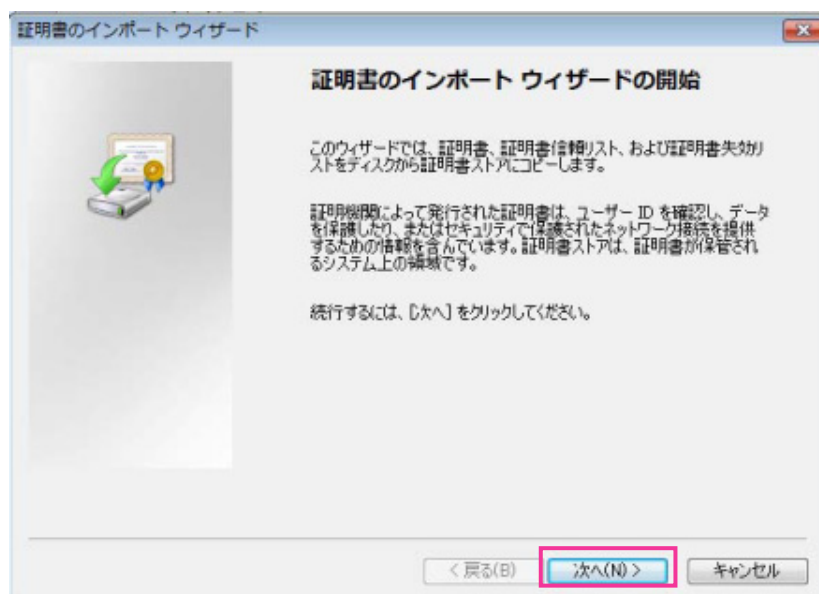 証明書のインポート ウィザード
証明書のインポート ウィザードの開始
このウィザードでは、証明書、証明書信頼リスト、および証明書失効リ
ストをディスクから証明書ストアにコピーします。
証明機関によって発行された証明書は、ユーザー ID を確認し、データ
を保護したり、またはセキュリティで保護されたネットワーク接続を提供
するための情報を含んでいます。証明書ストアは、証明書が保管され
るシステム上の領域です。
続行するには、[次へ] をクリックしてください。
< 戻る(B)
次へ(N) >
キャンセル